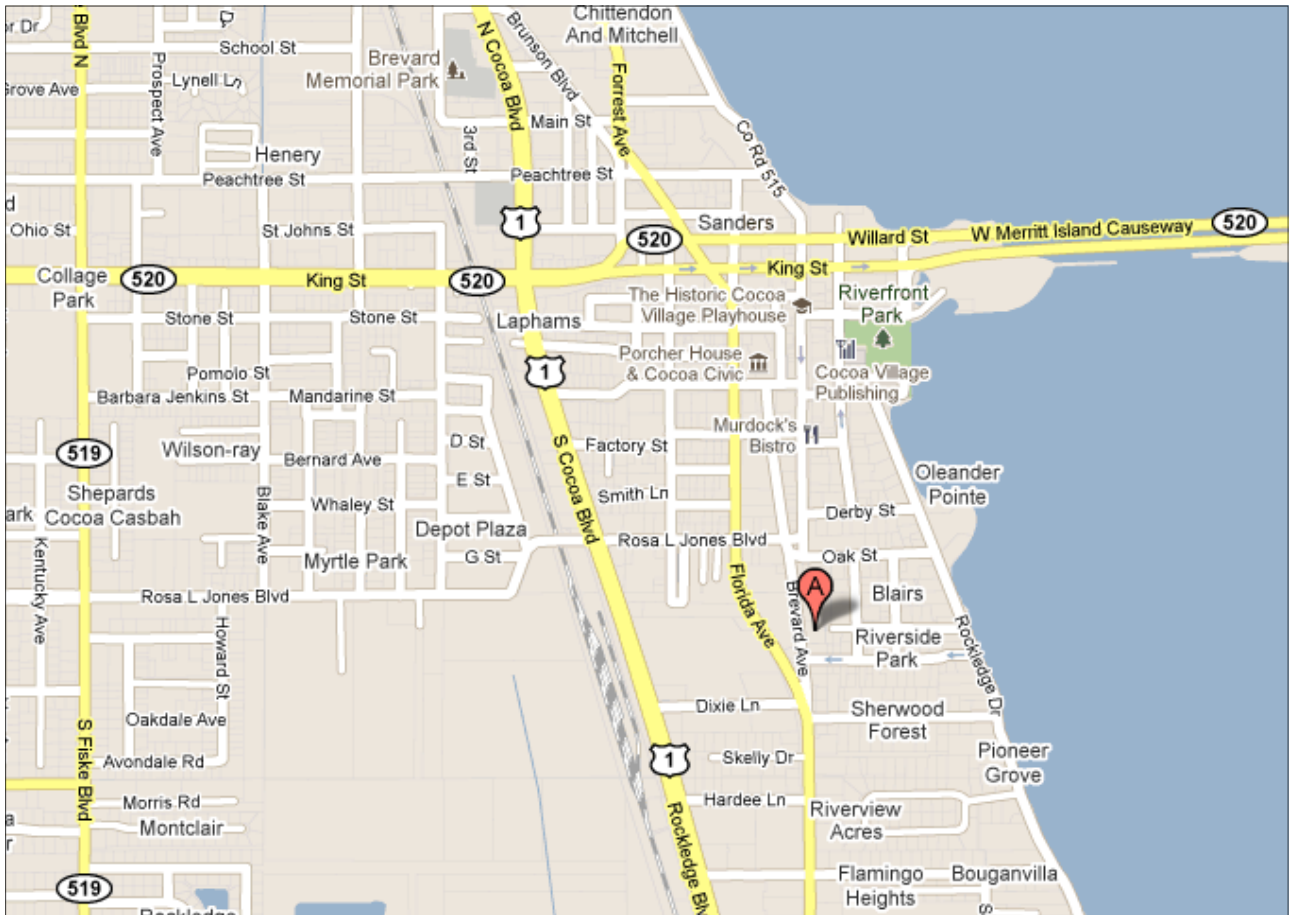 Chittendon
And Mitchell
or Dr
Blvd N
School St
Brevard
Memorial Park
N Cocoa Blvd
Brunson Blvd
Forrest Ave
Prospect Ave
Lynell Ln
Grove Ave
Main St
3rd St
Co Rd 515
Henery
Peachtree St
Peachtree St
d
Ohio St
St Johns St
1
520
Sanders
Willard St
W Merritt Island Causeway
520
Collage
Park
520
King St
520
King St
The Historic Cocoa
Village Playhouse
Riverfront
Park
Stone St
Stone St
Laphams
Porcher House
& Cocoa Civic
Cocoa Village
Publishing
1
Pomolo St
Barbara Jenkins St
Mandarine St
Murdock's
Bistro
519
Wilson-ray
D St
S Cocoa Blvd
Factory St
Bernard Ave
Oleander
Pointe
Shepards
Cocoa Casbah
E St
Smith Ln
Blake Ave
Whaley St
ark
Derby St
Depot Plaza
Rosa L Jones Blvd
Kentucky Ave
Myrtle Park
G St
Oak St
Florida Ave
Brevard Ave
A
Blairs
Rosa L Jones Blvd
Howard St
Riverside
Park
Rockledge Dr
Dixie Ln
Sherwood
Forest
Oakdale Ave
S Fiske Blvd
Avondale Rd
1
Skelly Dr
Pioneer
Grove
Morris Rd
Montclair
Hardee Ln
Rockledge Blv
Riverview
Acres
a
r
519
Flamingo
Heights
Bouganvilla
S
Rockledge